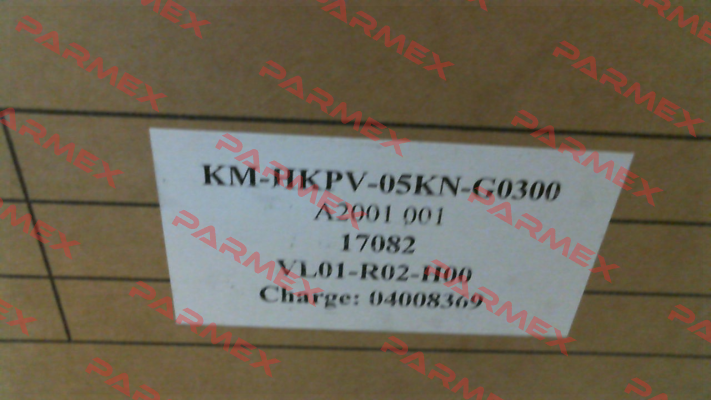 KM-HKPV-05KN-G0300
A2001 001
17082
VL01-R02-H00
Charge: 04008369
PARMEX